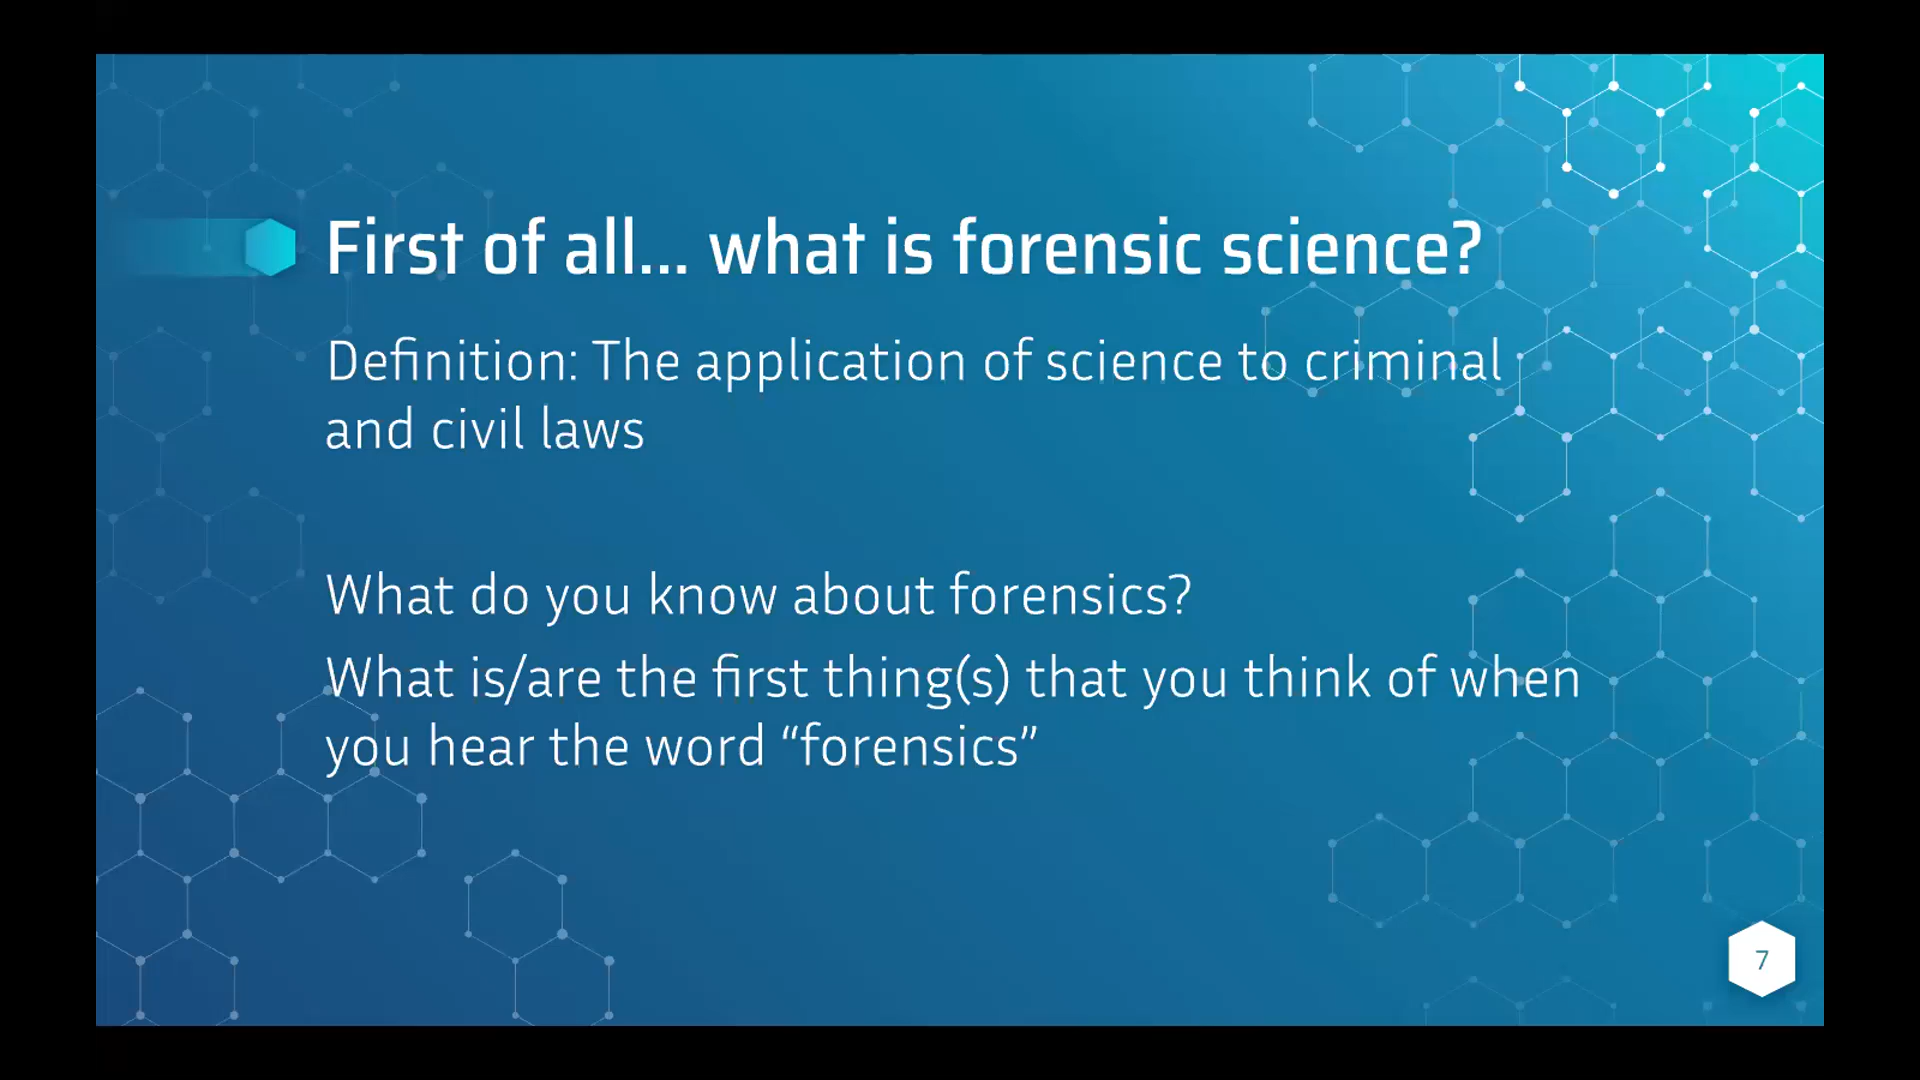 First of all... what is forensic science?
Definition: The application of science to criminal
and civil laws
What do you know about forensics?
What is/are the first thing(s) that you think of when
you hear the word “forensics”
7